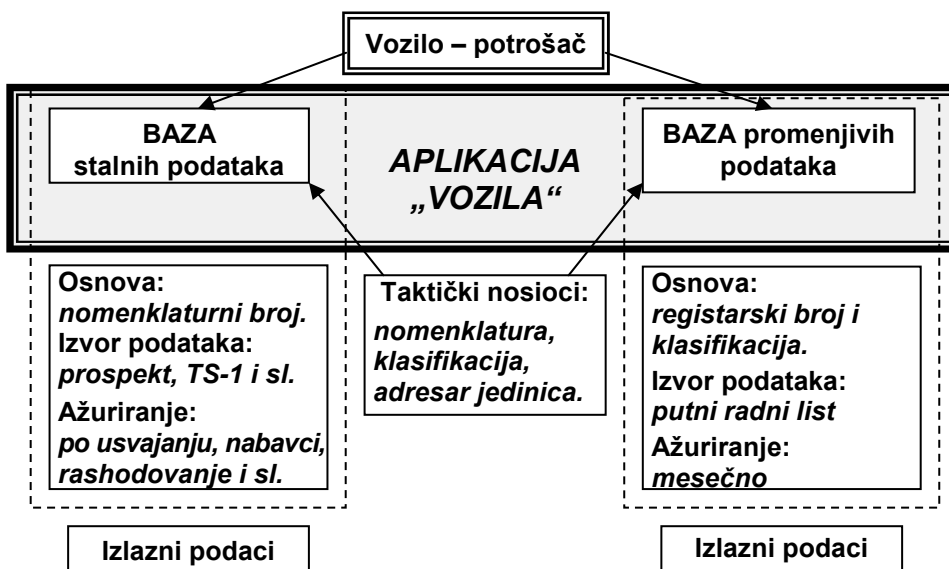 Vozilo – potrošač
BAZA
stalnih podataka
APLIKACIJA
„VOZILA“
BAZA promenjivih
podataka
Osnova:
nomenklaturni broj.
Izvor podataka:
prospekt, TS-1 i sl.
Ažuriranje:
po usvajanju, nabavci,
rashodovanje i sl.
Taktički nosioci:
nomenklatura,
klasifikacija,
adresar jedinica.
Osnova:
registarski broj i
klasifikacija.
Izvor podataka:
putni radni list
Ažuriranje:
mesečno
Izlazni podaci
Izlazni podaci